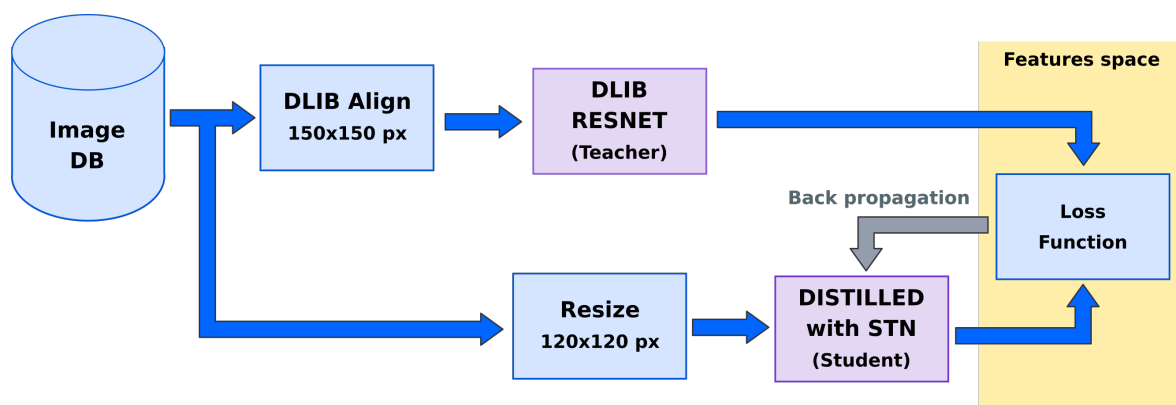 Image
DB
DLIB Align
150x150 px
DLIB
RESNET
(Teacher)
Features space
Loss
Function
Back propagation
Resize
120x120 px
DISTILLED
with STN
(Student)